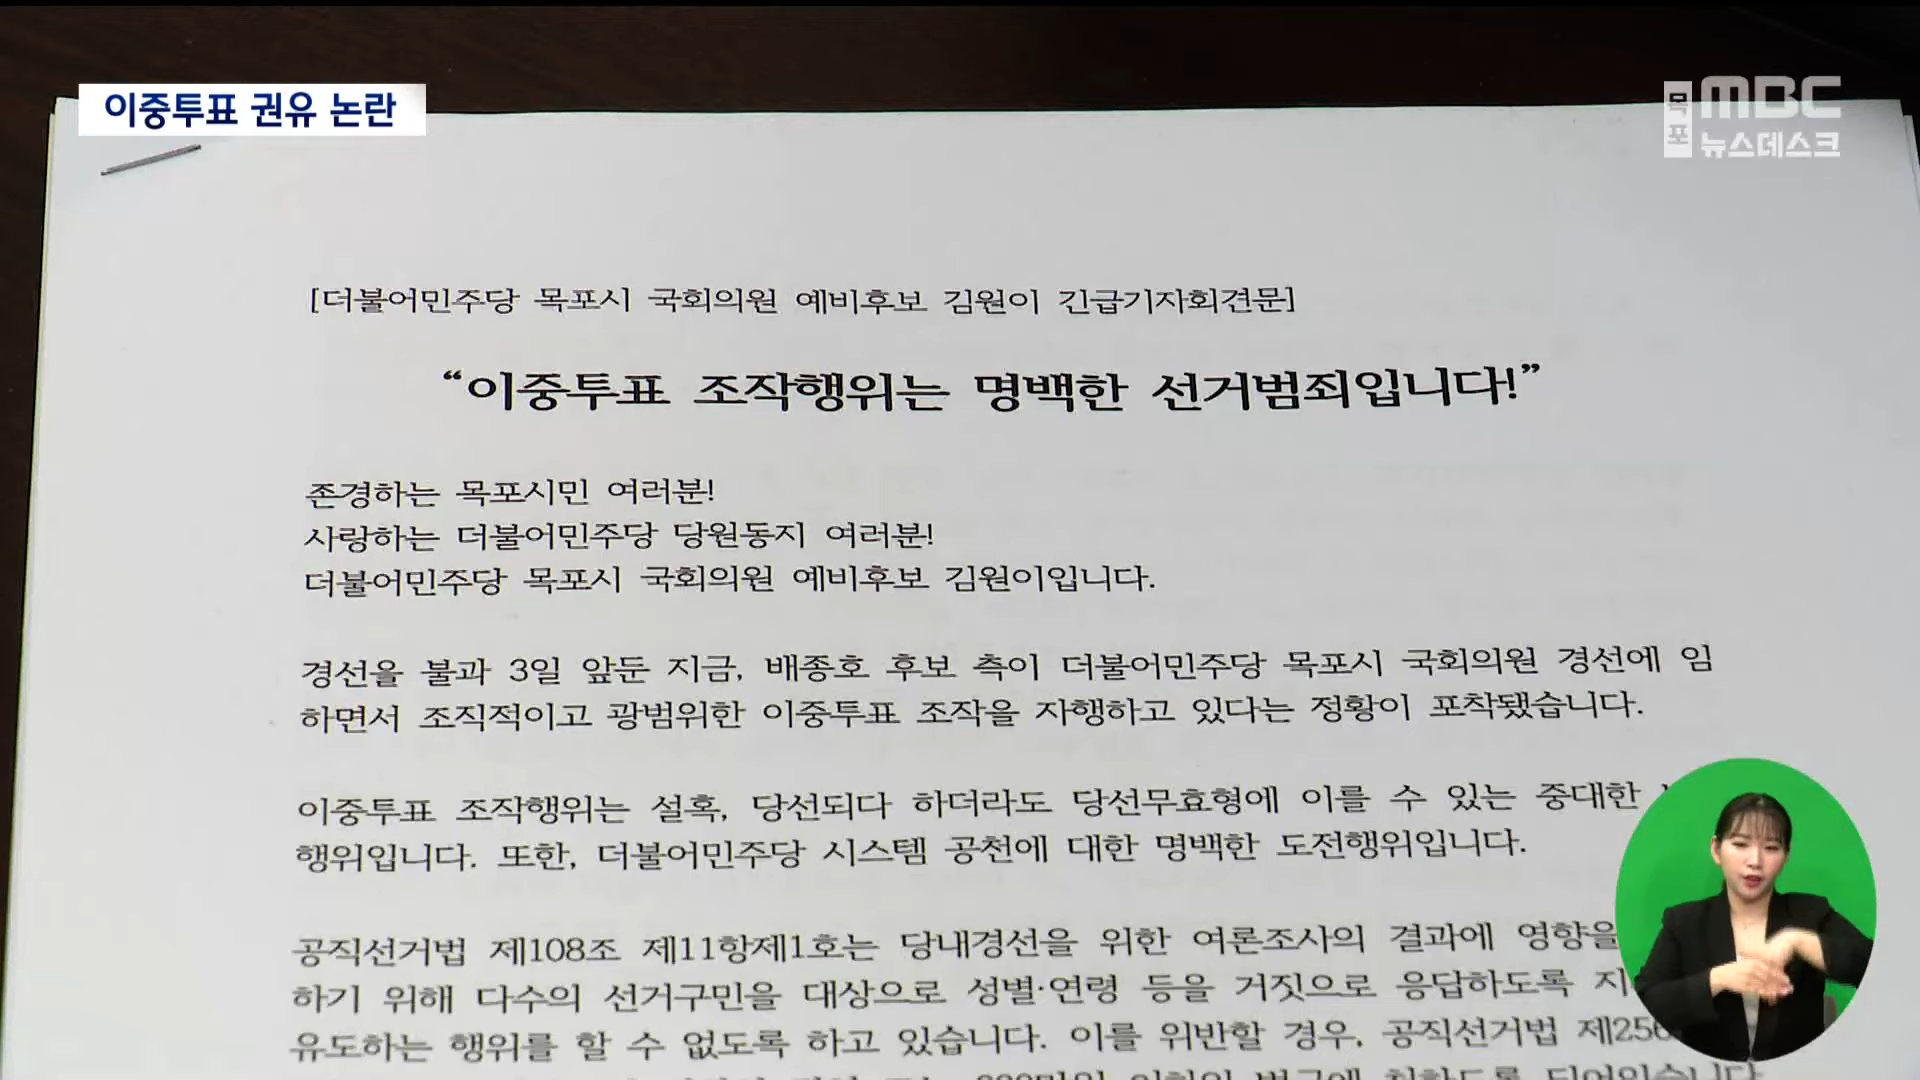 이중투표 권유 논란
목포
MBC
뉴스데스크
[더불어민주당 목포시 국회의원 예비후보 김원이 긴급기자회견문]
“이중투표 조작행위는 명백한 선거범죄입니다!”
존경하는 목포시민 여러분!
사랑하는 더불어민주당 당원동지 여러분!
더불어민주당 목포시 국회의원 예비후보 김원이입니다.
경선을 불과 3일 앞둔 지금, 배종호 후보 측이 더불어민주당 목포시 국회의원 경선에 임
하면서 조직적이고 광범위한 이중투표 조작을 자행하고 있다는 정황이 포착됐습니다.
이중투표 조작행위는 설혹, 당선되다 하더라도 당선무효형에 이를 수 있는 중대한
행위입니다. 또한, 더불어민주당 시스템 공천에 대한 명백한 도전행위입니다.
공직선거법 제108조 제11항제1호는 당내경선을 위한 여론조사의 결과에 영향을
하기 위해 다수의 선거구민을 대상으로 성별·연령 등을 거짓으로 응답하도록 지
유도하는 행위를 할 수 없도록 하고 있습니다. 이를 위반할 경우, 공직선거법 제256